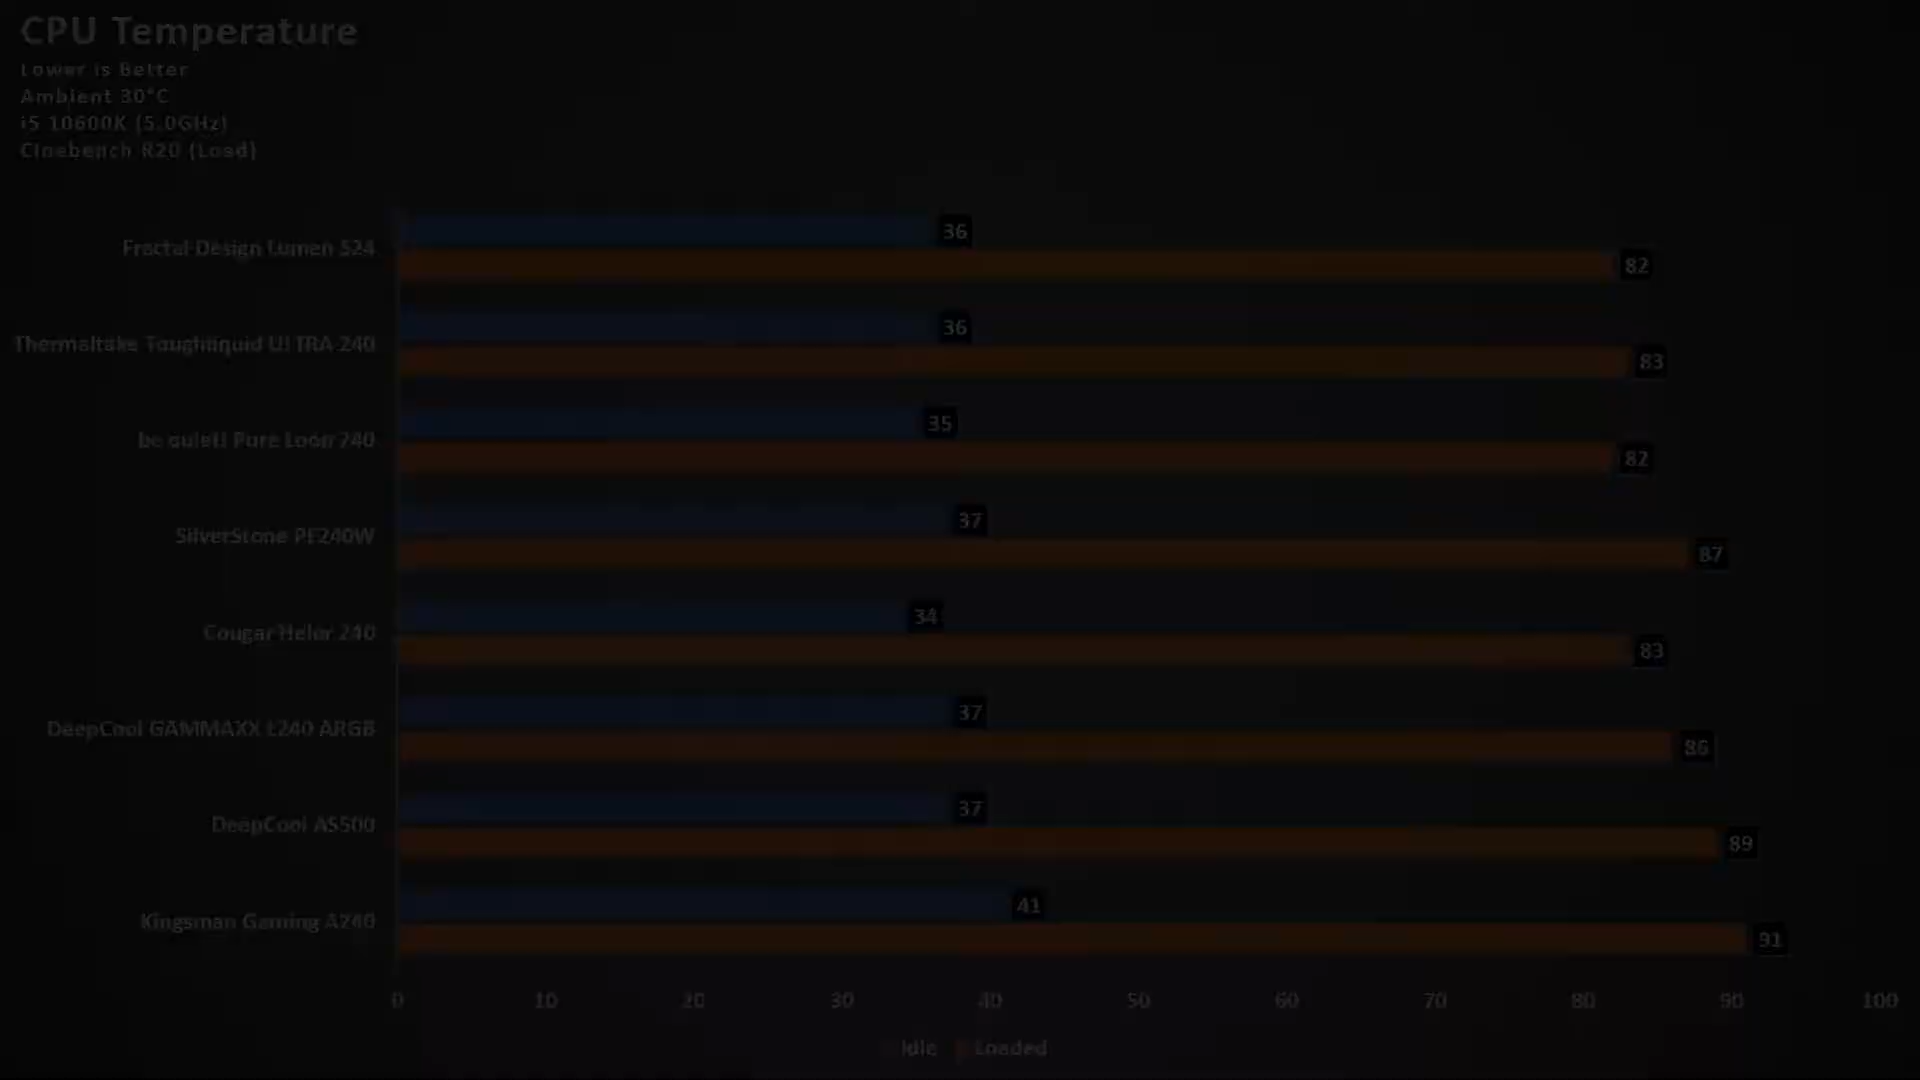 CPU Temperature
Lower is Better
Ambient 30°C
i5 10600K (5.0GHz)
Cinebench R20 (Load)
Fractal Design Lumen S24
36
82
Thermaltake Toughliquid ULTRA 240
36
83
be quiet! Pure Loop 240
35
82
SilverStone PF240W
37
87
Cougar Helor 240
34
83
DeepCool GAMMAXX L240 ARGB
37
86
DeepCool AS500
37
89
Kingsman Gaming A240
41
91
0 10 20 30 40 50 60 70 80 90 100
Idle Loaded